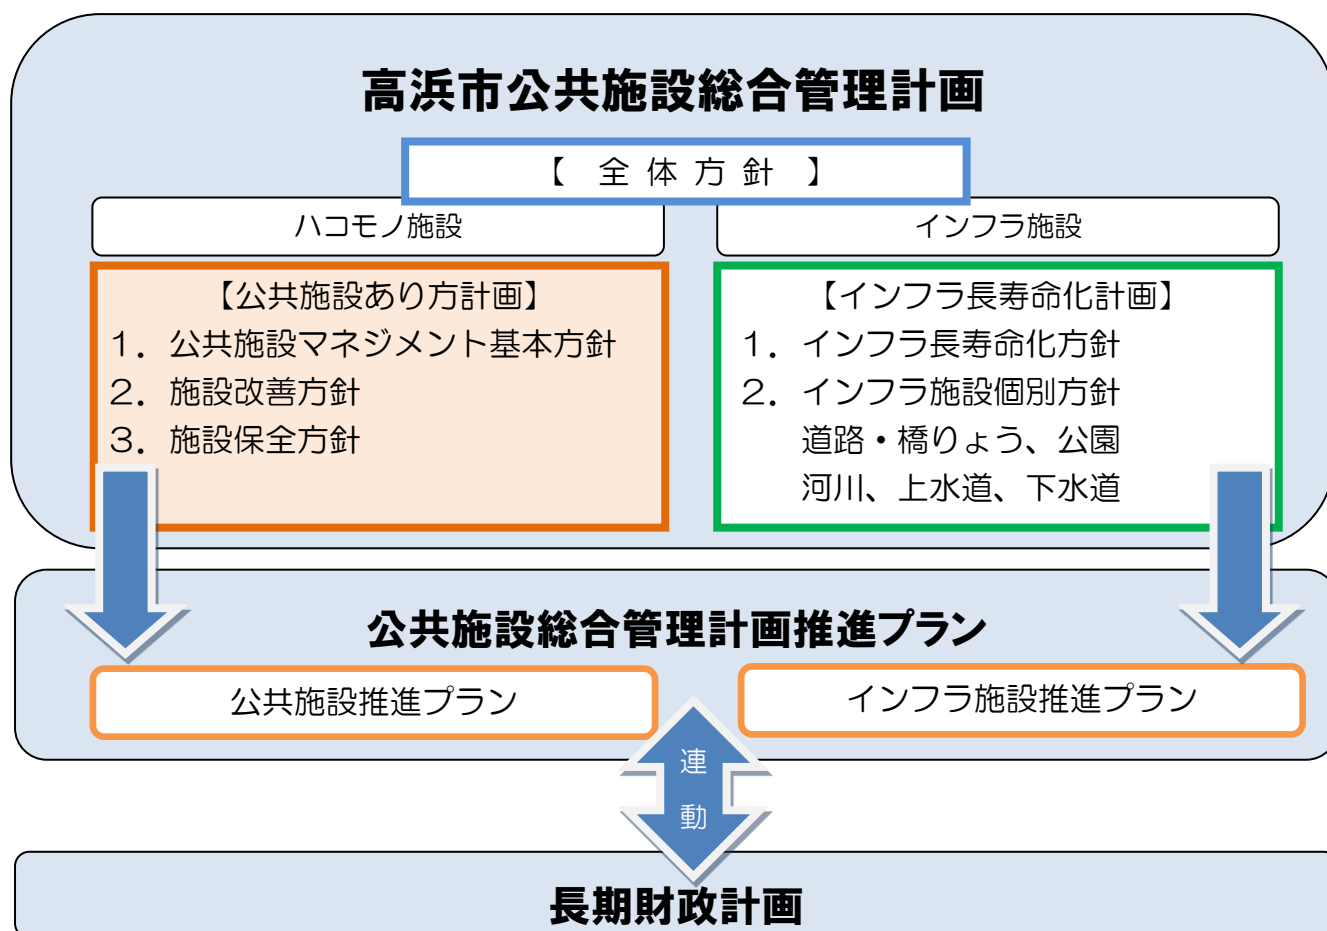 高浜市公共施設総合管理計画
【 全 体 方 針 】
ハコモノ施設
【公共施設あり方計画】
１．公共施設マネジメント基本方針
２．施設改善方針
３．施設保全方針
インフラ施設
【インフラ長寿命化計画】
１．インフラ長寿命化方針
２．インフラ施設個別方針
道路・橋りょう、公園
河川、上水道、下水道
公共施設総合管理計画推進プラン
公共施設推進プラン
インフラ施設推進プラン
連
動
長期財政計画